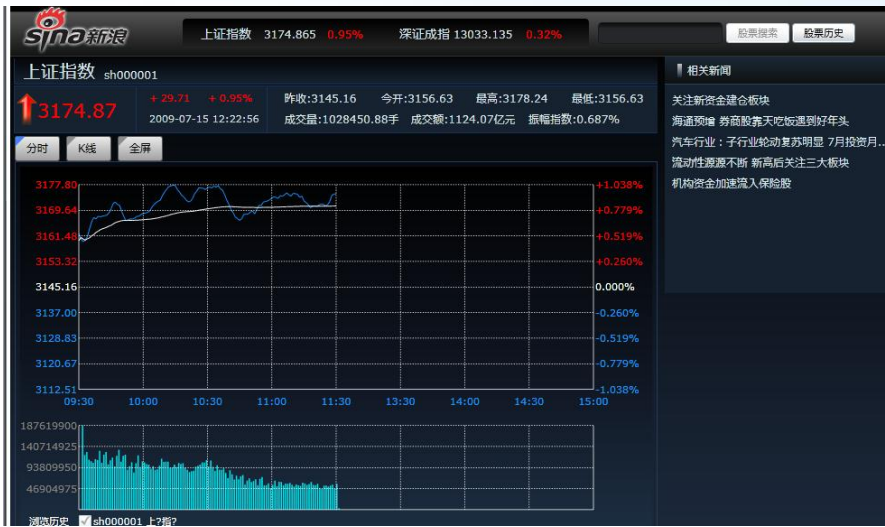 sina新浪
上证指数 3174.865 0.95% 深证成指 13033.135 0.32% 股票搜索 股票历史
上证指数 sh000001
3174.87
+ 29.71 + 0.95% 昨收:3145.16 今开:3156.63 最高:3178.24 最低:3156.63
2009-07-15 12:22:56 成交量:1028450.88手 成交额:1124.07亿元 振幅指数:0.687%
分时 K线 全屏
3177.80 +1.038%
3169.64 +0.779%
3161.48 +0.519%
3153.32 +0.260%
3145.16 0.000%
3137.00 -0.260%
3128.83 -0.519%
3120.67 -0.779%
3112.51 -1.038%
09:30 10:00 10:30 11:00 11:30 13:30 14:00 14:30 15:00
187619900
140714925
93809950
46904975
浏览历史 sh000001 上?指?
相关新闻
关注新资金建仓板块
海通预增 券商股靠天吃饭遇到好年头
汽车行业：子行业轮动复苏明显 7月投资月...
流动性源源不断 新高后关注三大板块
机构资金加速流入保险股